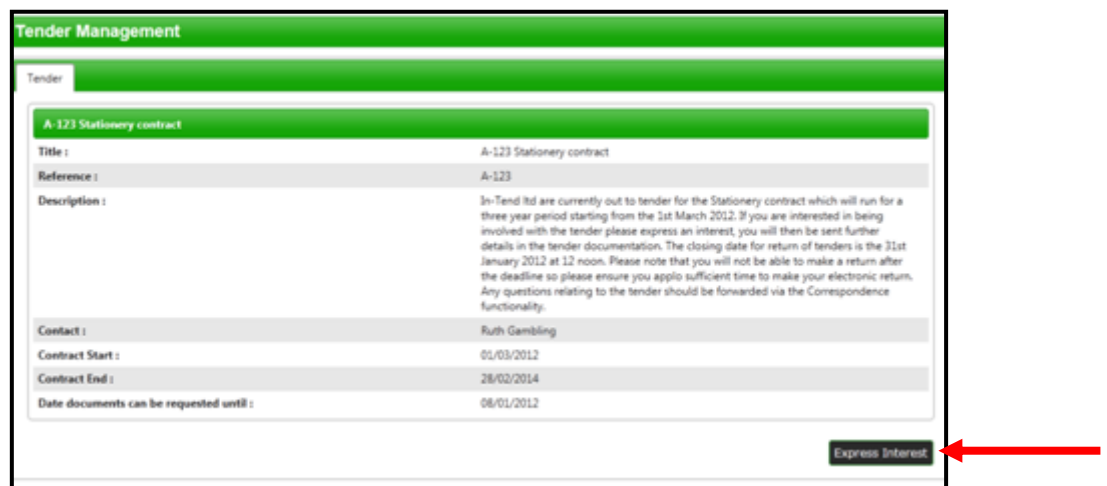 Tender Management
Tender
A-123 Stationery contract
Title : A-123 Stationery contract
Reference : A-123
Description : In-Tend ltd are currently out to tender for the Stationery contract which will run for a
three year period starting from the 1st March 2012. If you are interested in being
involved with the tender please express an interest, you will then be sent further
details in the tender documentation. The closing date for return of tenders is the 31st
January 2012 at 12 noon. Please note that you will not be able to make a return after
the deadline so please ensure you applo sufficient time to make your electronic return.
Any questions relating to the tender should be forwarded via the Correspondence
functionality.
Contact : Ruth Gambling
Contract Start : 01/03/2012
Contract End : 28/02/2014
Date documents can be requested until : 08/01/2012
Express Interest